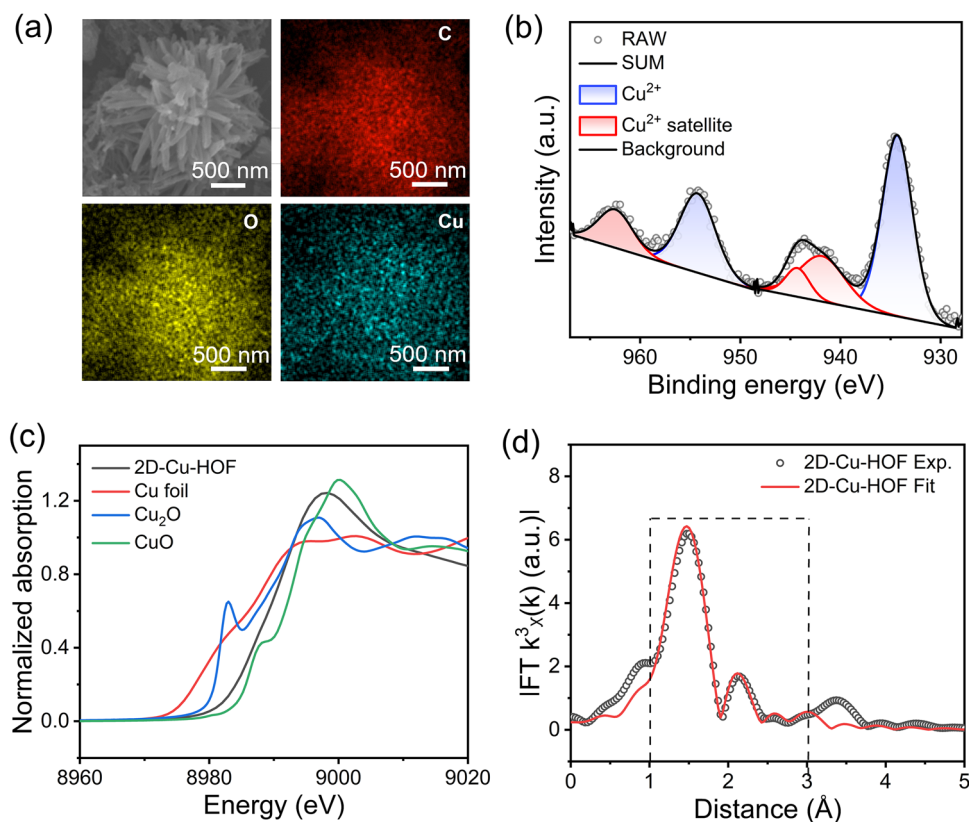 (a)
C
500 nm
500 nm
O
Cu
500 nm
500 nm
(b)
RAW
SUM
Cu²⁺
Cu²⁺ satellite
Background
Intensity (a.u.)
960
950
940
930
Binding energy (eV)
(c)
2D-Cu-HOF
Cu foil
Cu₂O
CuO
Normalized absorption
1.2
0.8
0.4
0.0
8960
8980
9000
9020
Energy (eV)
(d)
2D-Cu-HOF Exp.
2D-Cu-HOF Fit
|FT k³ᵪ(k) (a.u.)|
8
6
4
2
0
0
1
2
3
4
5
Distance (Å)